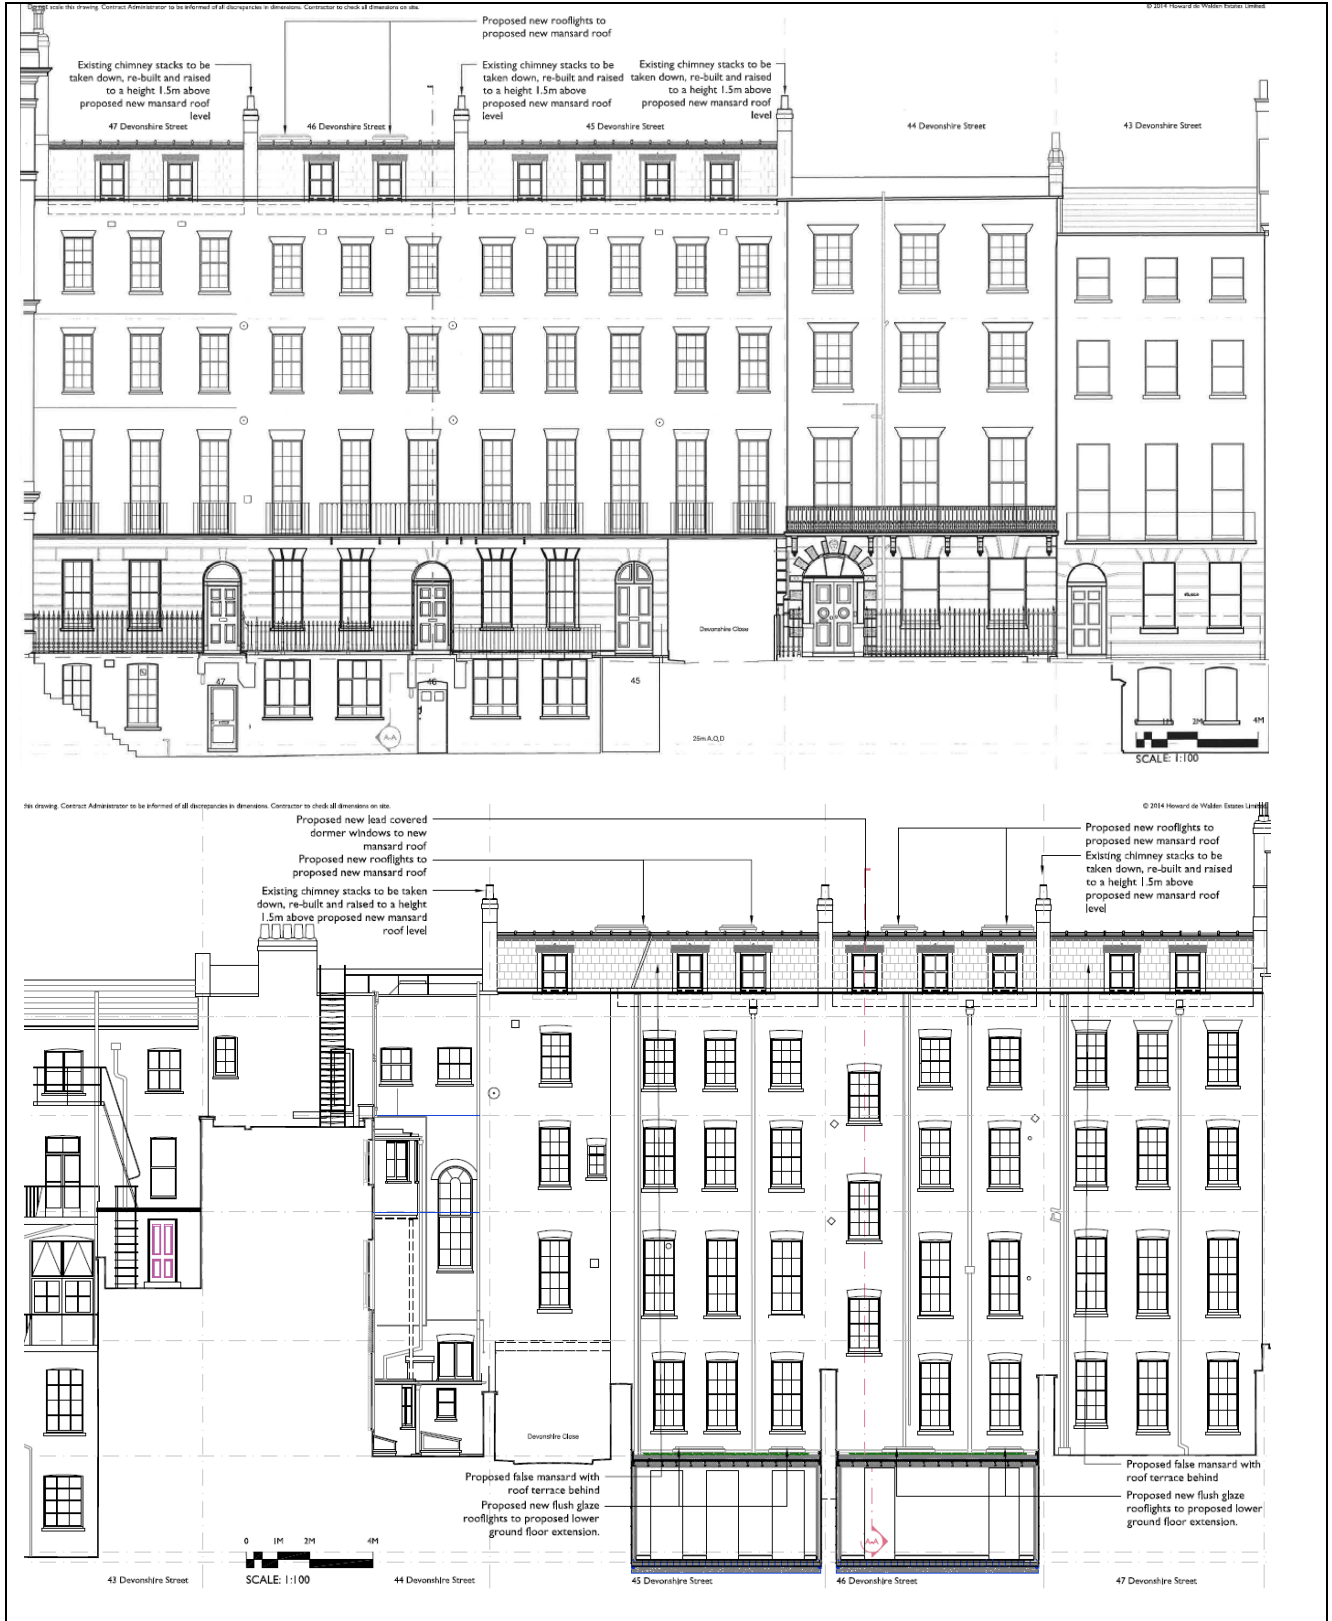 Do not scale this drawing. Contract Administrator to be informed of all discrepancies in dimensions. Contractor to check all dimensions on site.
© 2014 Howard de Walden Estates Limited.
Proposed new rooflights to
proposed new mansard roof
Existing chimney stacks to be
taken down, re-built and raised
to a height 1.5m above
proposed new mansard roof
level
Existing chimney stacks to be
taken down, re-built and raised
to a height 1.5m above
proposed new mansard roof
level
Existing chimney stacks to be
taken down, re-built and raised
to a height 1.5m above
proposed new mansard roof
level
47 Devonshire Street
46 Devonshire Street
45 Devonshire Street
44 Devonshire Street
43 Devonshire Street
Devonshire Close
47
46
45
A-A
25m A.O.D
1M
2M
4M
SCALE: 1:100
this drawing. Contract Administrator to be informed of all discrepancies in dimensions. Contractor to check all dimensions on site.
© 2014 Howard de Walden Estates Limited
Proposed new lead covered
dormer windows to new
mansard roof
Proposed new rooflights to
proposed new mansard roof
Existing chimney stacks to be taken
down, re-built and raised to a height
1.5m above proposed new mansard
roof level
Proposed new rooflights to
proposed new mansard roof
Existing chimney stacks to be
taken down, re-built and raised
to a height 1.5m above
proposed new mansard roof
level
Devonshire Close
Proposed false mansard with
roof terrace behind
Proposed new flush glaze
rooflights to proposed lower
ground floor extension.
Proposed false mansard with
roof terrace behind
Proposed new flush glaze
rooflights to proposed lower
ground floor extension.
A-A
0 1M 2M 4M
SCALE: 1:100
43 Devonshire Street
44 Devonshire Street
45 Devonshire Street
46 Devonshire Street
47 Devonshire Street